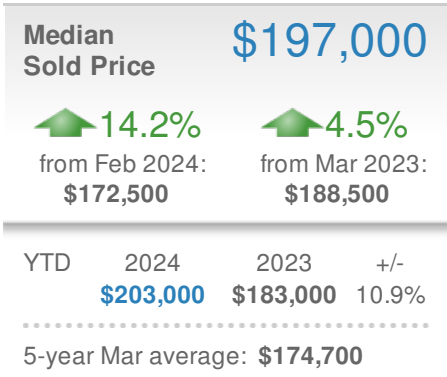 Median $197,000
Sold Price
14.2% 4.5%
from Feb 2024: from Mar 2023:
$172,500 $188,500
YTD 2024 2023 +/-
$203,000 $183,000 10.9%
5-year Mar average: $174,700